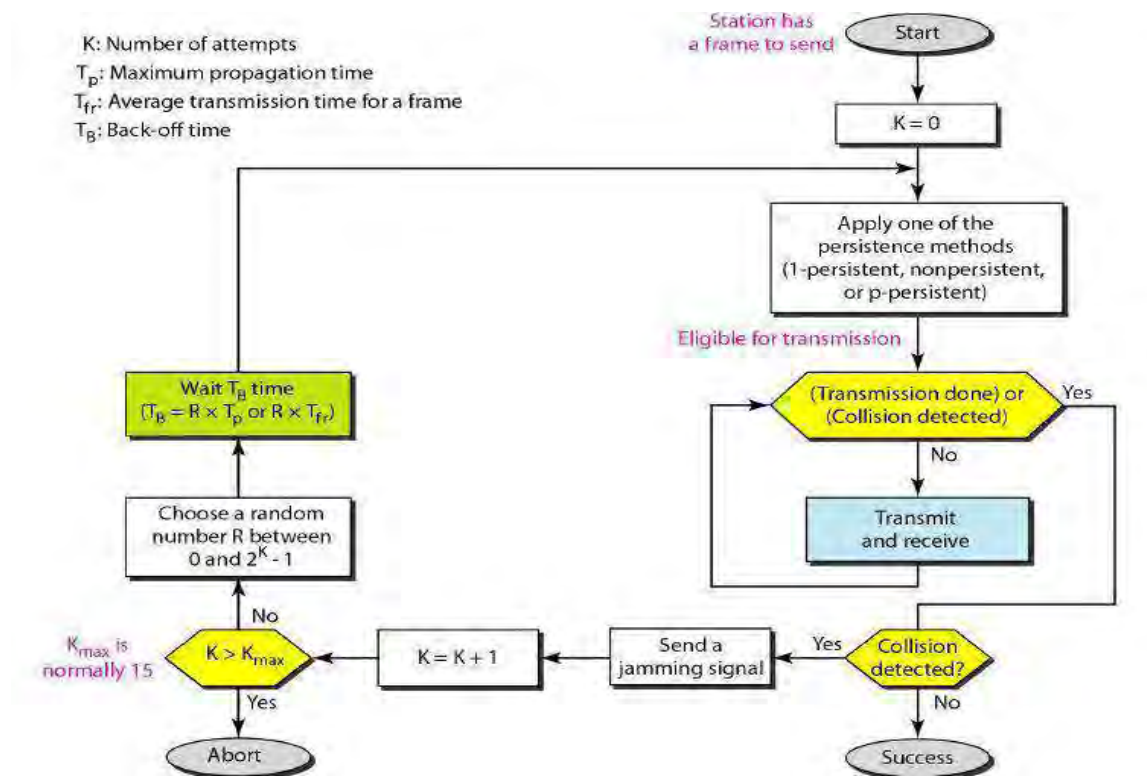 K: Number of attempts
Tp: Maximum propagation time
Tfr: Average transmission time for a frame
TB: Back-off time
Station has
a frame to send
Start
K = 0
Apply one of the
persistence methods
(1-persistent, nonpersistent,
or p-persistent)
Eligible for transmission
(Transmission done) or
(Collision detected)
Yes
No
Transmit
and receive
Wait TB time
(TB = R × Tp or R × Tfr)
Choose a random
number R between
0 and 2^K - 1
No
Kmax is
normally 15
K > Kmax
K = K + 1
Send a
jamming signal
Yes
Collision
detected?
Yes
No
Abort
Success